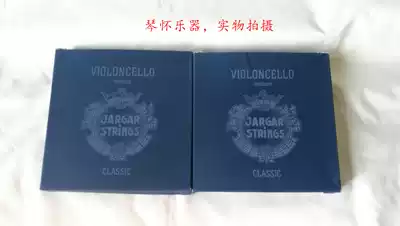 琴怀乐器，实物拍摄
VIOLONCELLO
JARGAR
STRINGS
CLASSIC
VIOLONCELLO
JARGAR
STRINGS
CLASSIC